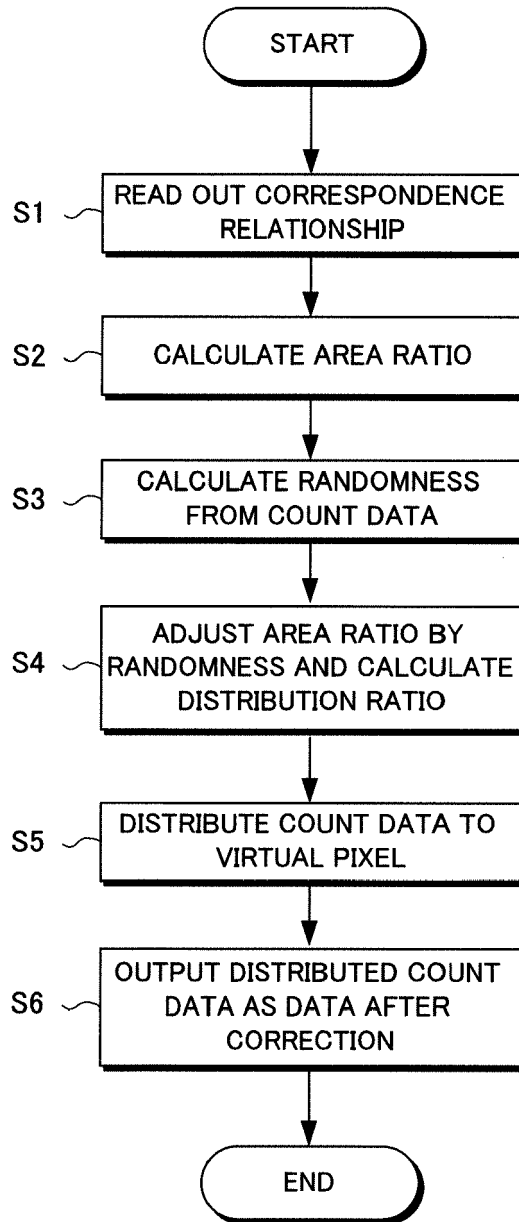 START
S1
READ OUT CORRESPONDENCE
RELATIONSHIP
S2
CALCULATE AREA RATIO
S3
CALCULATE RANDOMNESS
FROM COUNT DATA
S4
ADJUST AREA RATIO BY
RANDOMNESS AND CALCULATE
DISTRIBUTION RATIO
S5
DISTRIBUTE COUNT DATA TO
VIRTUAL PIXEL
S6
OUTPUT DISTRIBUTED COUNT
DATA AS DATA AFTER
CORRECTION
END